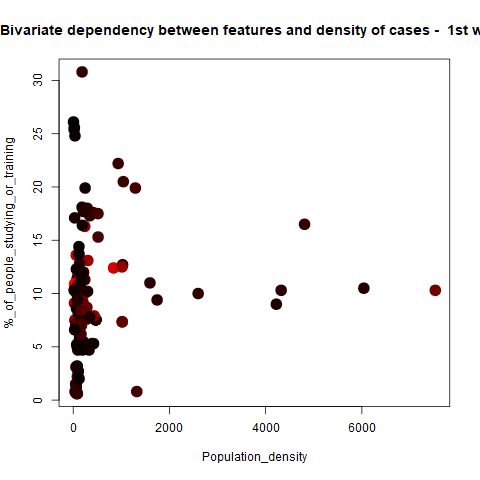 Bivariate dependency between features and density of cases - 1st w
%_of_people_studying_or_training
30
25
20
15
10
5
0
0 2000 4000 6000
Population_density